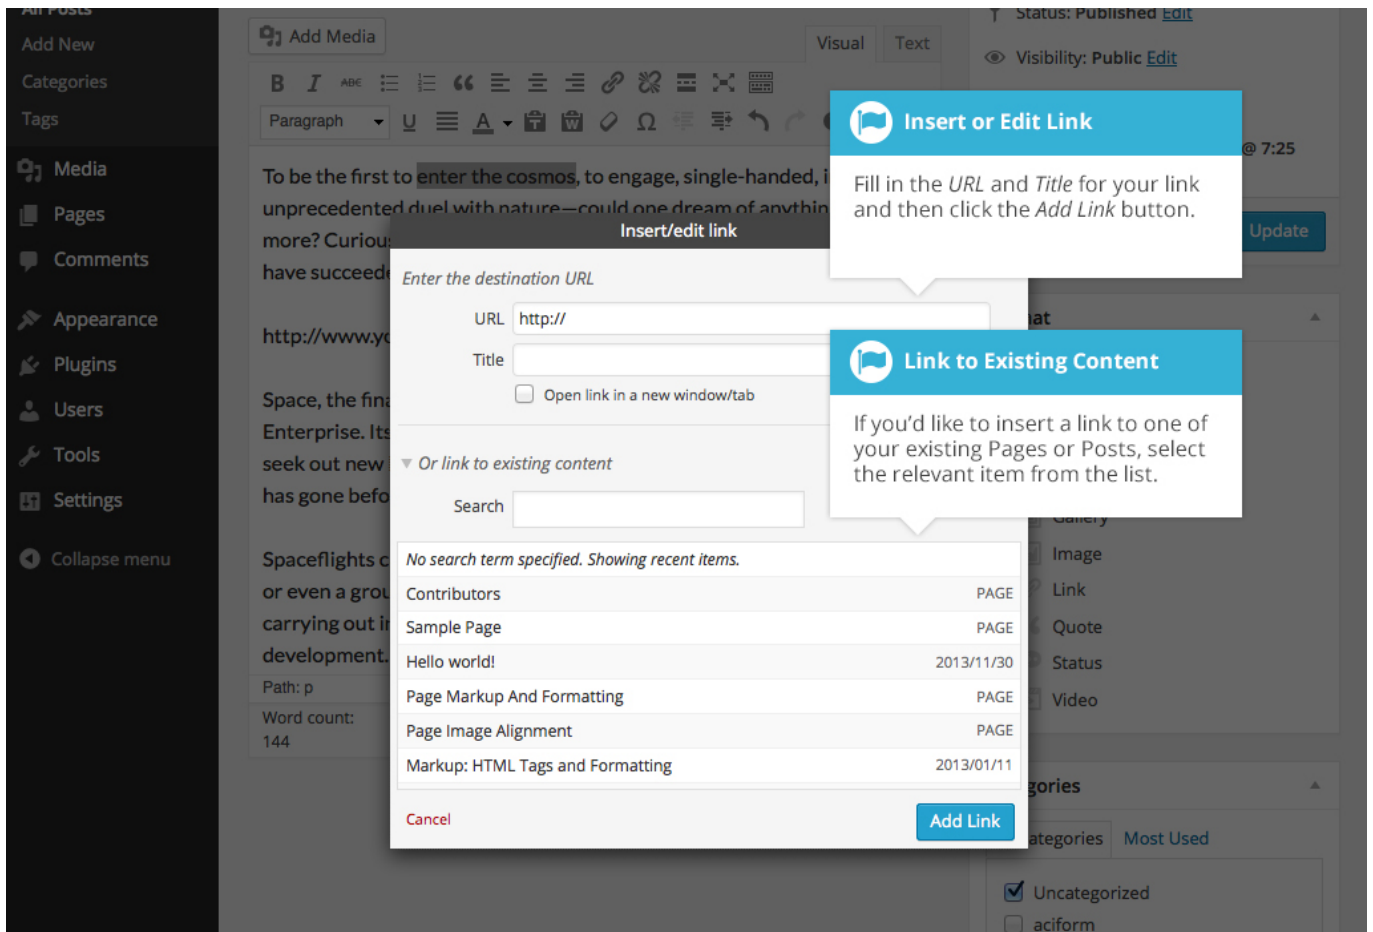 All Posts
Add New
Categories
Tags
Media
Pages
Comments
Appearance
Plugins
Users
Tools
Settings
Collapse menu
Add Media
Visual
Text
B I ABC
Paragraph
U A T W Ω
To be the first to enter the cosmos, to engage, single-handed, i
unprecedented duel with nature—could one dream of anythin
more? Curiou
have succeede
http://www.yo
Space, the fina
Enterprise. Its
seek out new
has gone befo
Spaceflights c
or even a grou
carrying out in
development.
Path: p
Word count:
144
Insert/edit link
Enter the destination URL
URL http://
Title
Open link in a new window/tab
Or link to existing content
Search
No search term specified. Showing recent items.
Contributors PAGE
Sample Page PAGE
Hello world! 2013/11/30
Page Markup And Formatting PAGE
Page Image Alignment PAGE
Markup: HTML Tags and Formatting 2013/01/11
Cancel
Add Link
Insert or Edit Link
Fill in the URL and Title for your link
and then click the Add Link button.
Link to Existing Content
If you’d like to insert a link to one of
your existing Pages or Posts, select
the relevant item from the list.
Status: Published Edit
Visibility: Public Edit
@ 7:25
Update
mat
Gallery
Image
Link
Quote
Status
Video
gories
ategories
Most Used
Uncategorized
aciform